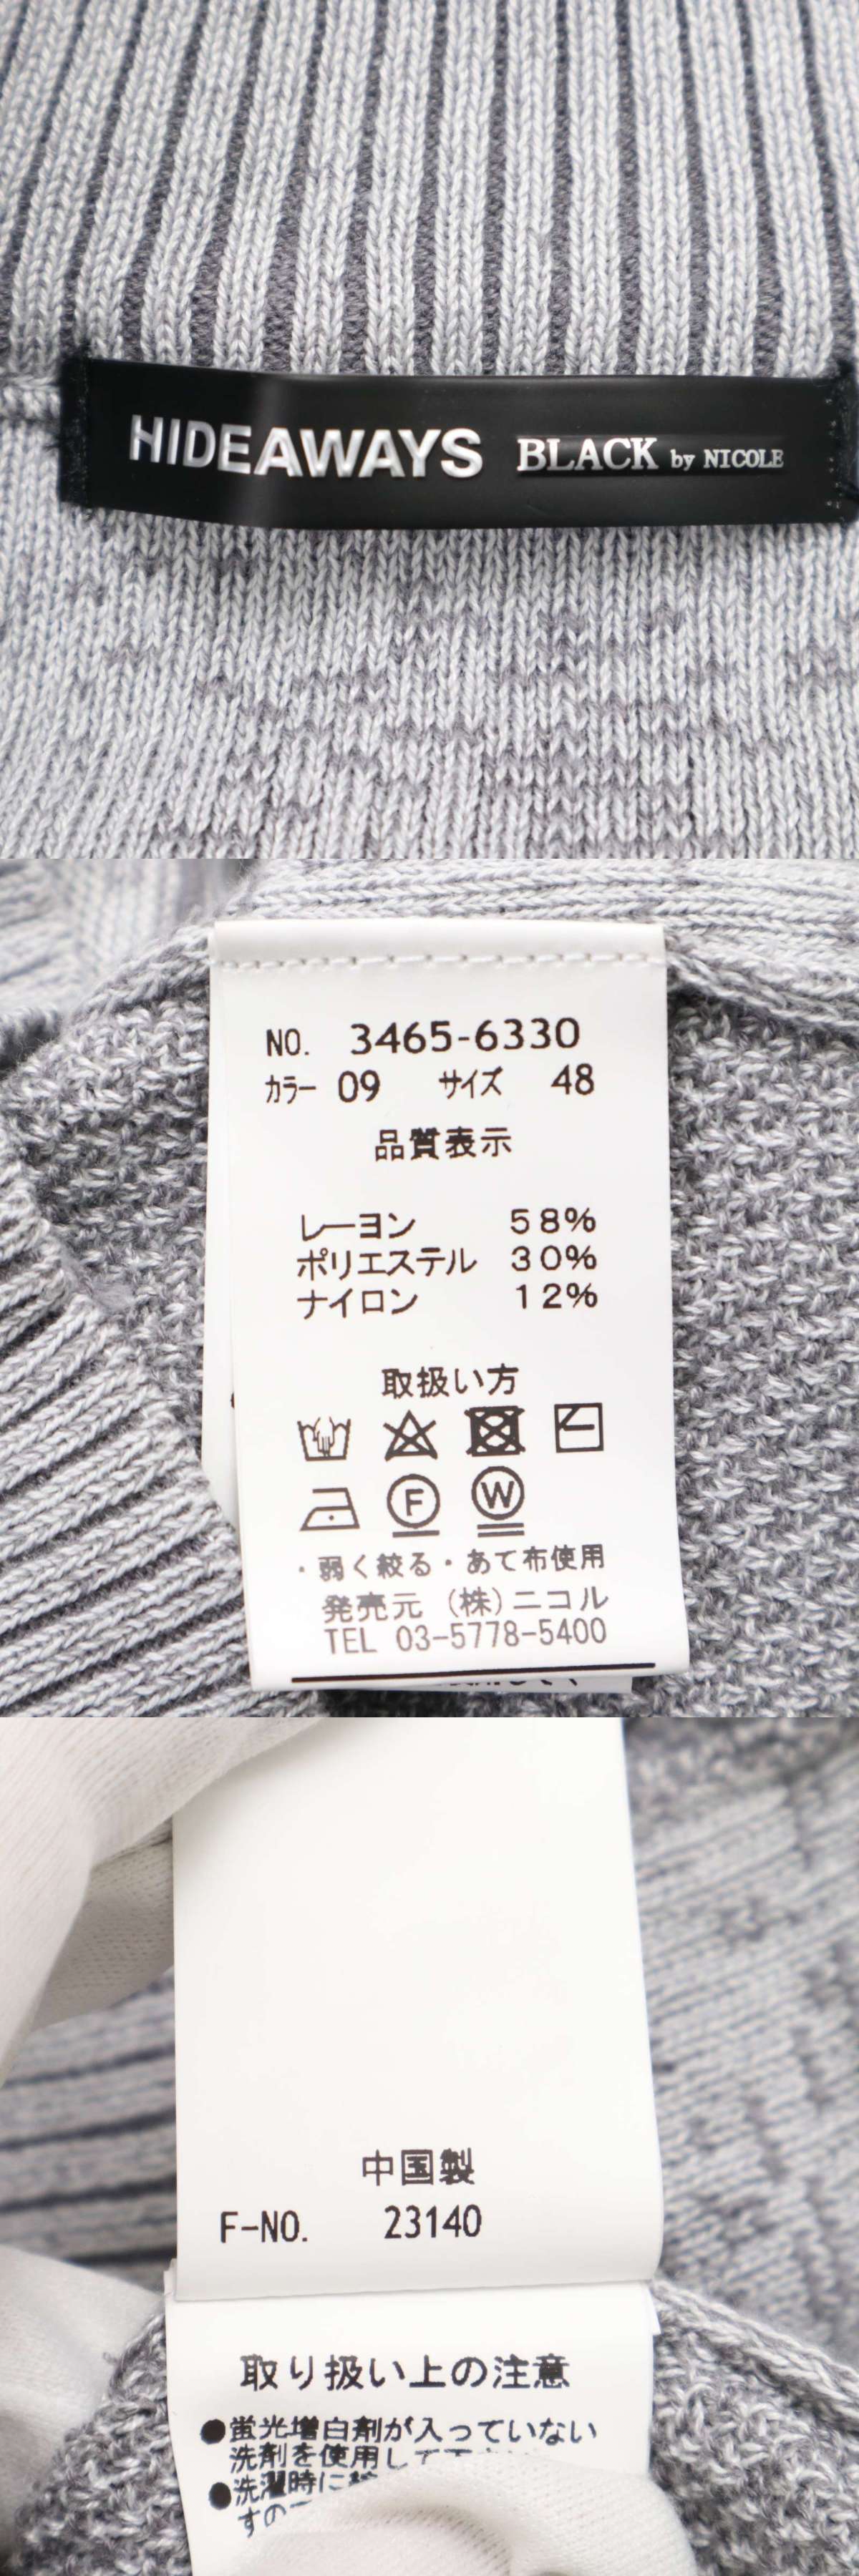 HIDEAWAYS BLACK by NICOLE
NO. 3465-6330
カラー 09 サイズ 48
品質表示
レーヨン 58%
ポリエステル 30%
ナイロン 12%
取扱い方
F W
・弱く絞る・あて布使用
発売元 (株)ニコル
TEL 03-5778-5400
中国製
F-NO. 23140
取り扱い上の注意
●蛍光増白剤が入っていない
洗剤を使用して
●洗濯時に
すの